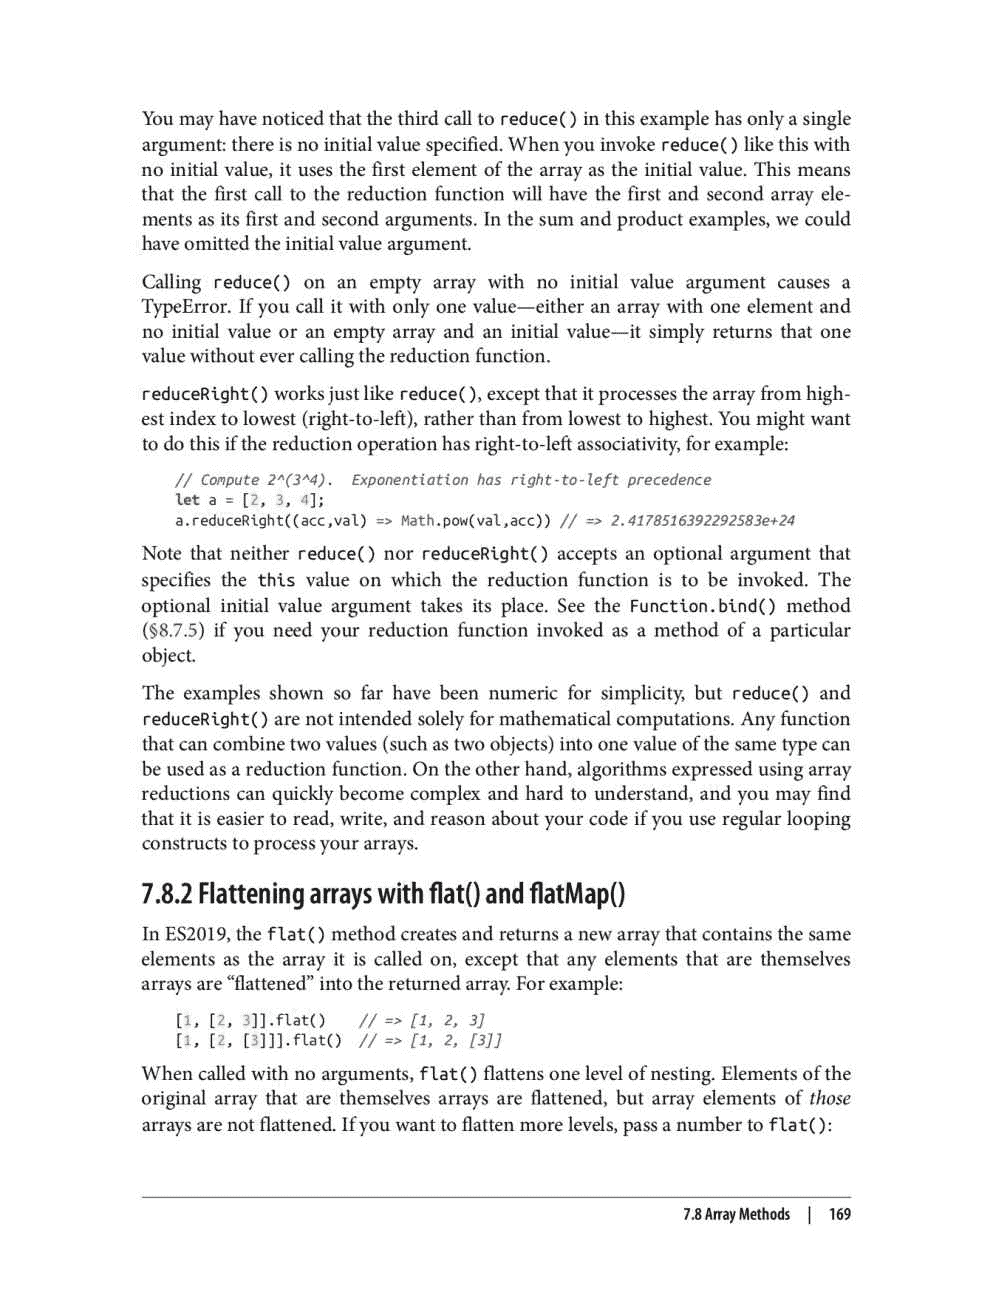 You may have noticed that the third call to reduce() in this example has only a single
argument: there is no initial value specified. When you invoke reduce() like this with
no initial value, it uses the first element of the array as the initial value. This means
that the first call to the reduction function will have the first and second array ele-
ments as its first and second arguments. In the sum and product examples, we could
have omitted the initial value argument.
Calling reduce() on an empty array with no initial value argument causes a
TypeError. If you call it with only one value—either an array with one element and
no initial value or an empty array and an initial value—it simply returns that one
value without ever calling the reduction function.
reduceRight() works just like reduce(), except that it processes the array from high-
est index to lowest (right-to-left), rather than from lowest to highest. You might want
to do this if the reduction operation has right-to-left associativity, for example:
// Compute 2^(3^4).  Exponentiation has right-to-left precedence
let a = [2, 3, 4];
a.reduceRight((acc,val) => Math.pow(val,acc)) // => 2.4178516392292583e+24
Note that neither reduce() nor reduceRight() accepts an optional argument that
specifies the this value on which the reduction function is to be invoked. The
optional initial value argument takes its place. See the Function.bind() method
(§8.7.5) if you need your reduction function invoked as a method of a particular
object.
The examples shown so far have been numeric for simplicity, but reduce() and
reduceRight() are not intended solely for mathematical computations. Any function
that can combine two values (such as two objects) into one value of the same type can
be used as a reduction function. On the other hand, algorithms expressed using array
reductions can quickly become complex and hard to understand, and you may find
that it is easier to read, write, and reason about your code if you use regular looping
constructs to process your arrays.
7.8.2 Flattening arrays with flat() and flatMap()
In ES2019, the flat() method creates and returns a new array that contains the same
elements as the array it is called on, except that any elements that are themselves
arrays are “flattened” into the returned array. For example:
[1, [2, 3]].flat()    // => [1, 2, 3]
[1, [2, [3]]].flat()  // => [1, 2, [3]]
When called with no arguments, flat() flattens one level of nesting. Elements of the
original array that are themselves arrays are flattened, but array elements of those
arrays are not flattened. If you want to flatten more levels, pass a number to flat():
7.8 Array Methods | 169